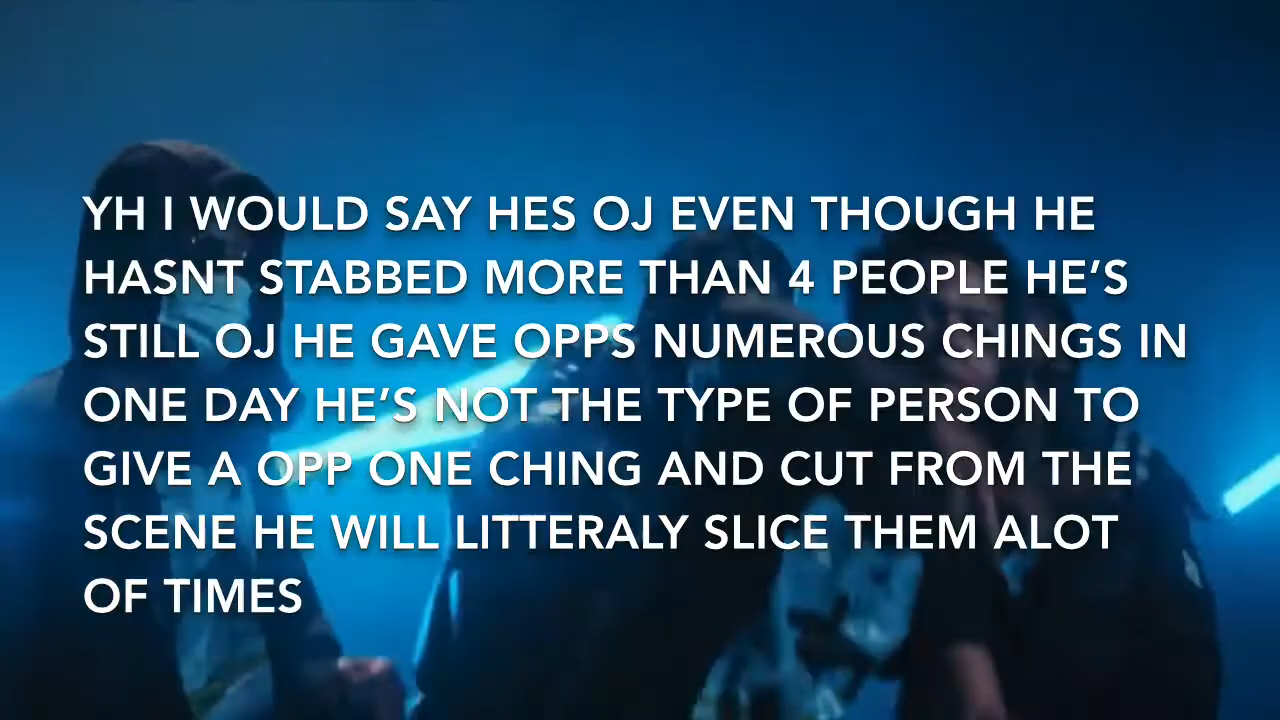 YH I WOULD SAY HES OJ EVEN THOUGH HE
HASNT STABBED MORE THAN 4 PEOPLE HE’S
STILL OJ HE GAVE OPPS NUMEROUS CHINGS IN
ONE DAY HE’S NOT THE TYPE OF PERSON TO
GIVE A OPP ONE CHING AND CUT FROM THE
SCENE HE WILL LITTERALY SLICE THEM ALOT
OF TIMES